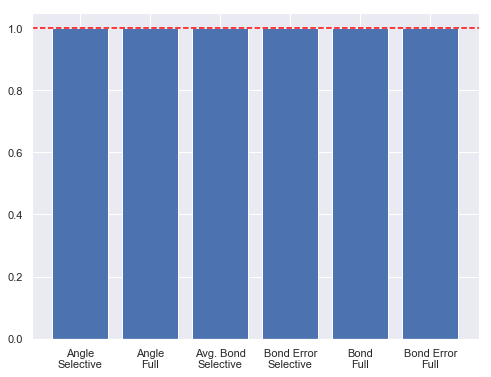 1.0
0.8
0.6
0.4
0.2
0.0
Angle
Selective
Angle
Full
Avg. Bond
Selective
Bond Error
Selective
Bond
Full
Bond Error
Full